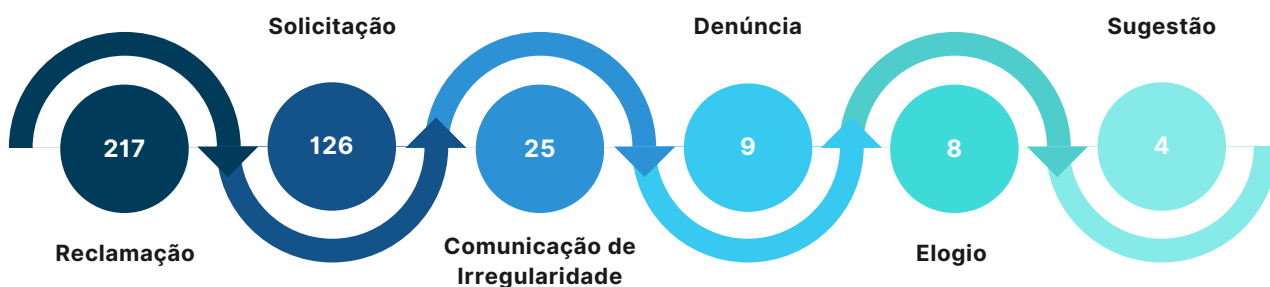 Solicitação
Denúncia
Sugestão
217
126
25
9
8
4
Reclamação
Comunicação de
Irregularidade
Elogio